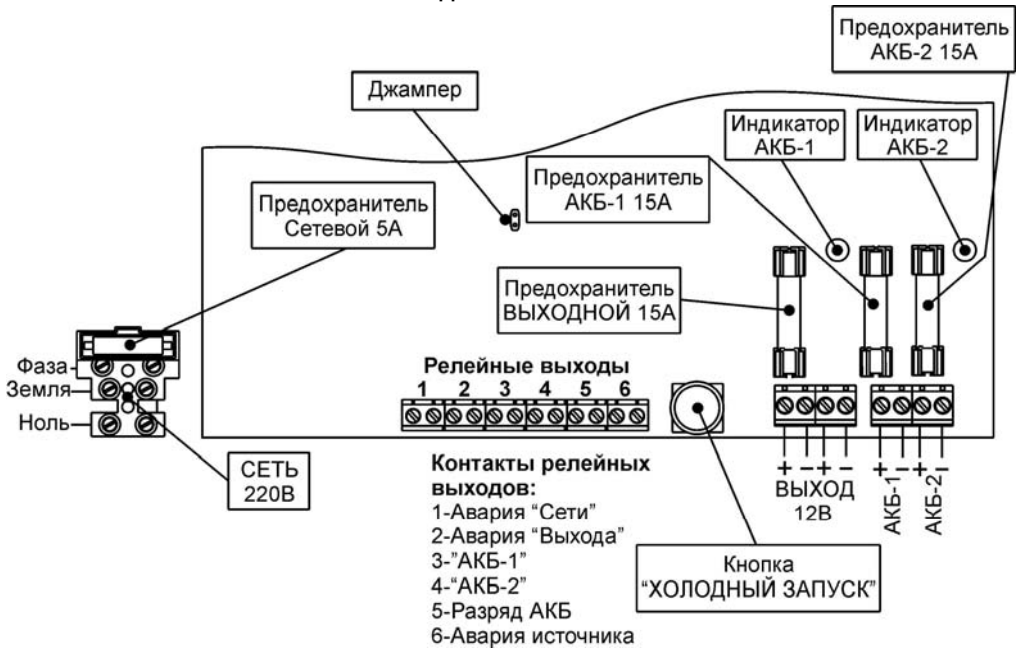 Предохранитель
АКБ-2 15А
Джампер
Индикатор
АКБ-1
Индикатор
АКБ-2
Предохранитель
АКБ-1 15А
Предохранитель
Сетевой 5А
Предохранитель
ВЫХОДНОЙ 15А
Фаза
Земля
Ноль
СЕТЬ
220В
Релейные выходы
1 2 3 4 5 6
+ − + −
ВЫХОД
12В
+ − + −
АКБ-1
АКБ-2
Контакты релейных
выходов:
1-Авария “Сети”
2-Авария “Выхода”
3-”АКБ-1”
4-“АКБ-2”
5-Разряд АКБ
6-Авария источника
Кнопка
“ХОЛОДНЫЙ ЗАПУСК”